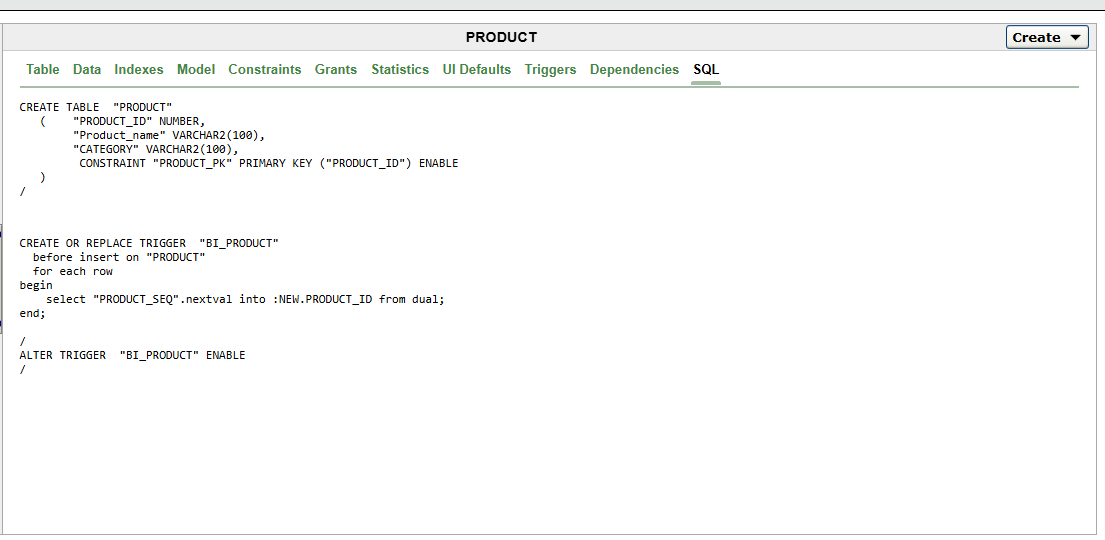 PRODUCT
Create
Table Data Indexes Model Constraints Grants Statistics UI Defaults Triggers Dependencies SQL
CREATE TABLE  "PRODUCT"
   (    "PRODUCT_ID" NUMBER,
        "Product_name" VARCHAR2(100),
        "CATEGORY" VARCHAR2(100),
         CONSTRAINT "PRODUCT_PK" PRIMARY KEY ("PRODUCT_ID") ENABLE
   )
/
CREATE OR REPLACE TRIGGER  "BI_PRODUCT"
  before insert on "PRODUCT"
  for each row
begin
    select "PRODUCT_SEQ".nextval into :NEW.PRODUCT_ID from dual;
end;
/
ALTER TRIGGER  "BI_PRODUCT" ENABLE
/